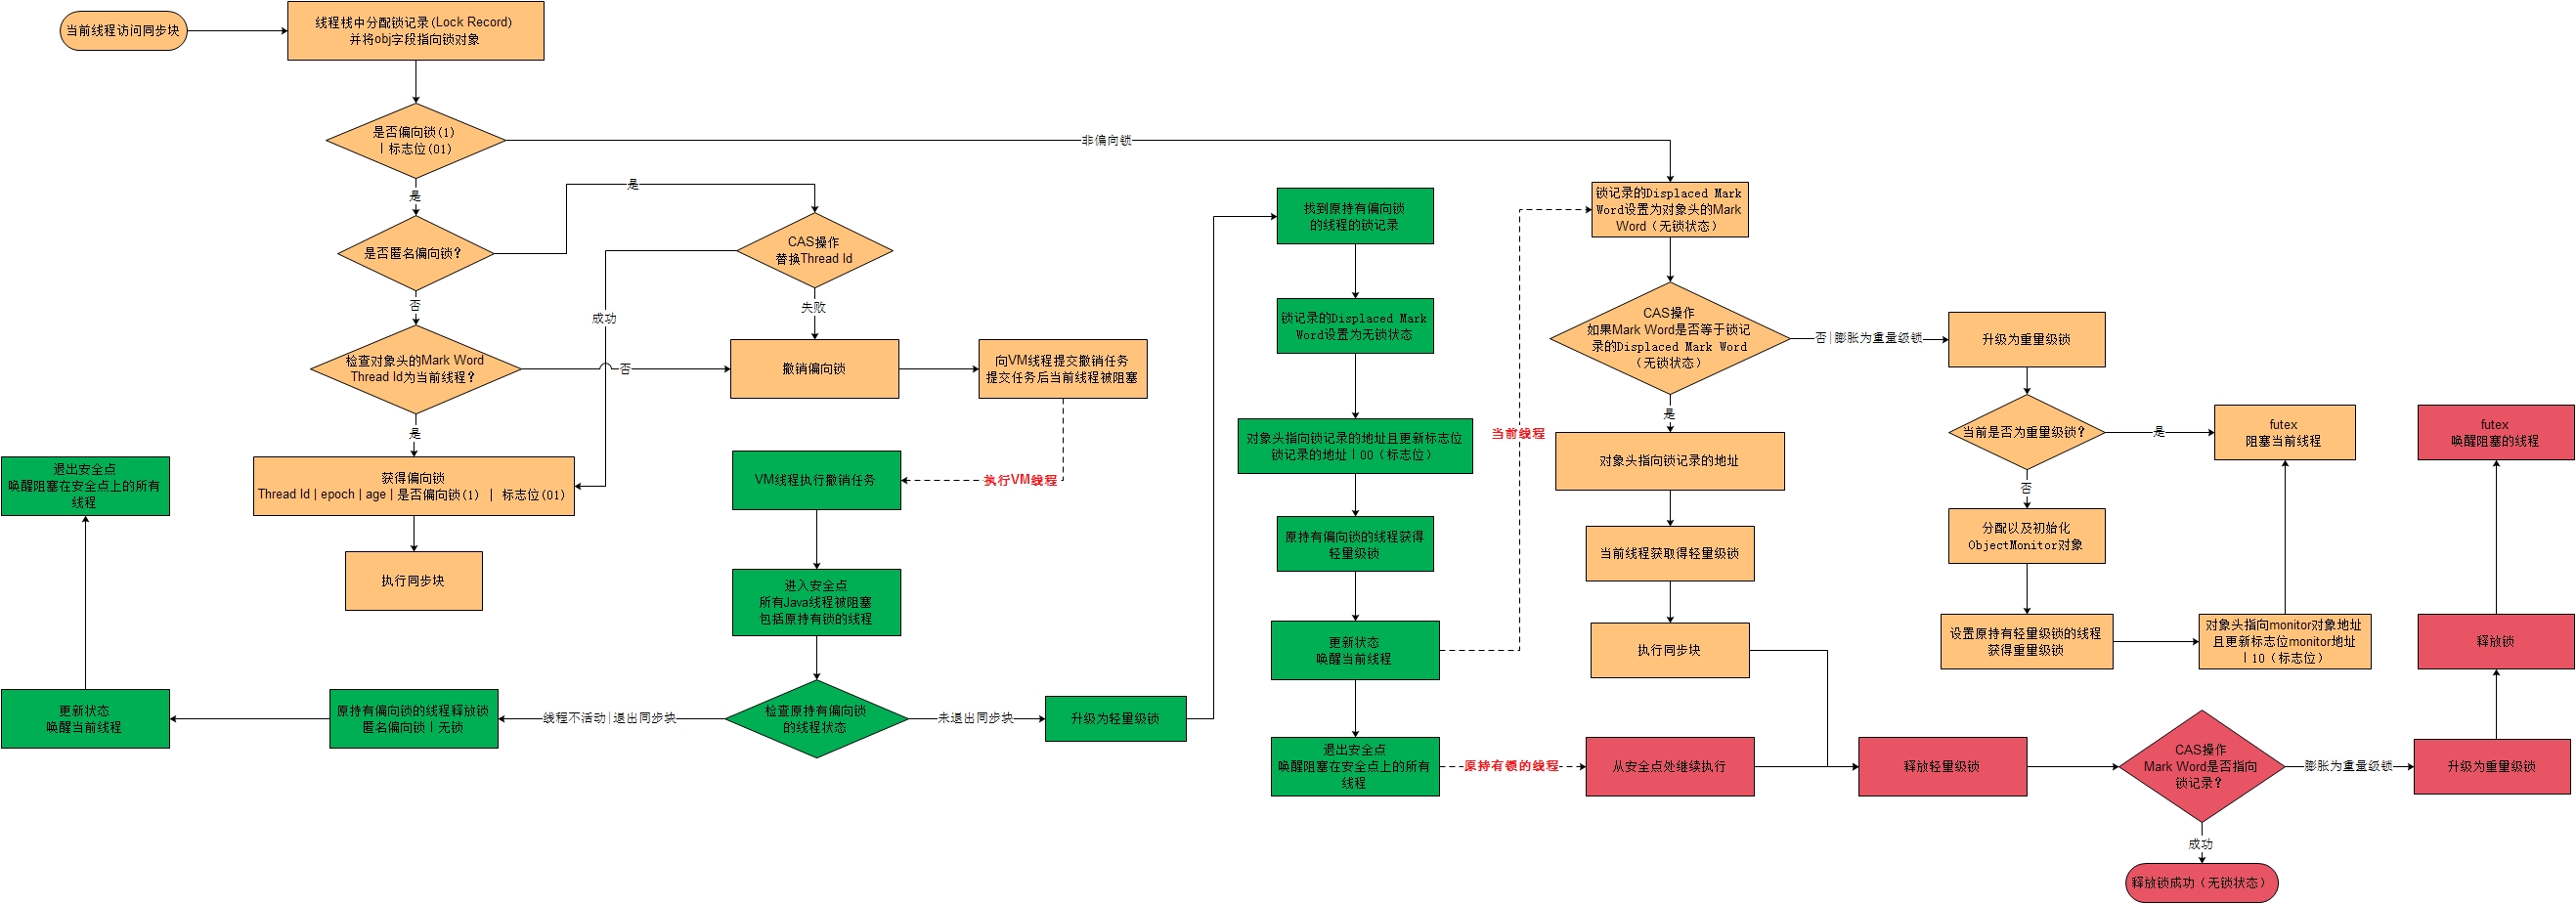 当前线程访问同步块
线程栈中分配锁记录(Lock Record)
并将obj字段指向锁对象
是否偏向锁(1)
| 标志位(01)
非偏向锁
是
是否匿名偏向锁？
是
CAS操作
替换Thread Id
否
成功
失败
检查对象头的Mark Word
Thread Id为当前线程？
否
撤销偏向锁
向VM线程提交撤销任务
提交任务后当前线程被阻塞
是
获得偏向锁
Thread Id | epoch | age | 是否偏向锁(1) | 标志位(01)
执行同步块
执行VM线程
VM线程执行撤销任务
进入安全点
所有Java线程被阻塞
包括原持有锁的线程
检查原持有偏向锁
的线程状态
线程不活动|退出同步块
原持有偏向锁的线程释放锁
匿名偏向锁 | 无锁
更新状态
唤醒当前线程
退出安全点
唤醒阻塞在安全点上的所有
线程
未退出同步块
升级为轻量级锁
找到原持有偏向锁
的线程的锁记录
锁记录的Displaced Mark
Word设置为无锁状态
对象头指向锁记录的地址且更新标志位
锁记录的地址 | 00（标志位）
原持有偏向锁的线程获得
轻量级锁
更新状态
唤醒当前线程
当前线程
退出安全点
唤醒阻塞在安全点上的所有
线程
原持有锁的线程
从安全点处继续执行
锁记录的Displaced Mark
Word设置为对象头的Mark
Word（无锁状态）
CAS操作
如果Mark Word是否等于锁记
录的Displaced Mark Word
（无锁状态）
是
对象头指向锁记录的地址
当前线程获取得轻量级锁
执行同步块
否|膨胀为重量级锁
升级为重量级锁
当前是否为重量级锁？
是
futex
阻塞当前线程
否
分配以及初始化
ObjectMonitor对象
设置原持有轻量级锁的线程
获得重量级锁
对象头指向monitor对象地址
且更新标志位monitor地址
| 10（标志位）
释放轻量级锁
CAS操作
Mark Word是否指向
锁记录？
成功
释放锁成功（无锁状态）
膨胀为重量级锁
升级为重量级锁
释放锁
futex
唤醒阻塞的线程